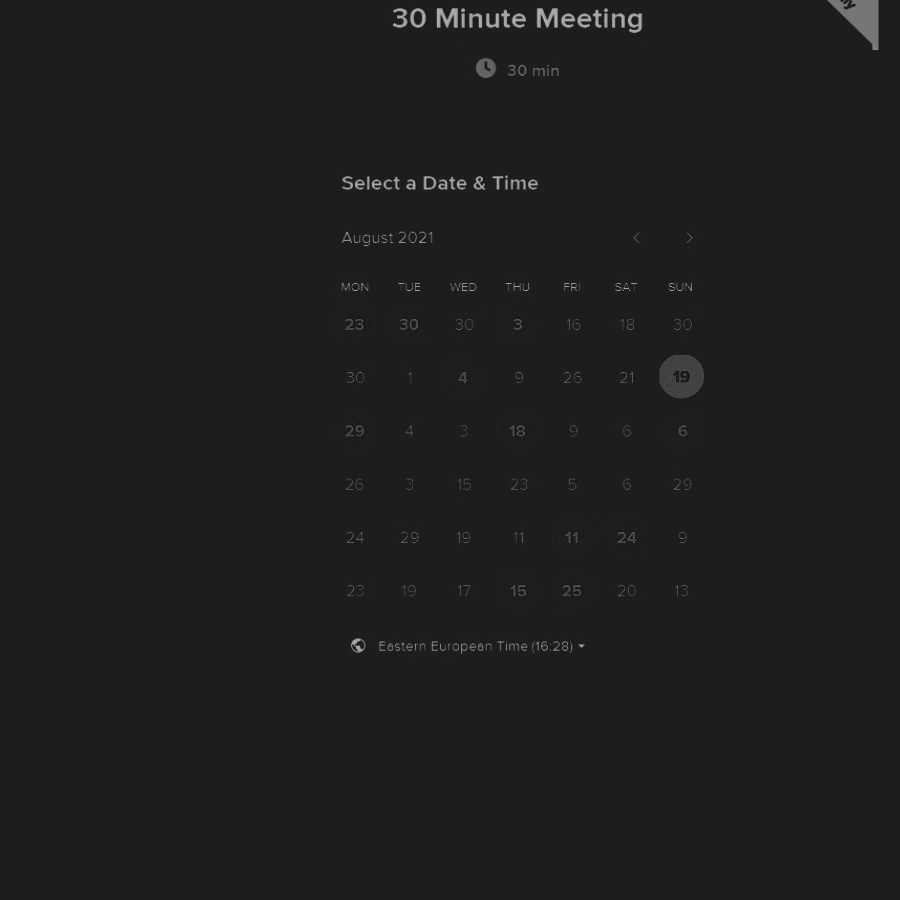 30 Minute Meeting
30 min
Select a Date & Time
August 2021
MON TUE WED THU FRI SAT SUN
23 30 30 3 16 18 30
30 1 4 9 26 21 19
29 4 3 18 9 6 6
26 3 15 23 5 6 29
24 29 19 11 11 24 9
23 19 17 15 25 20 13
Eastern European Time (16:28)